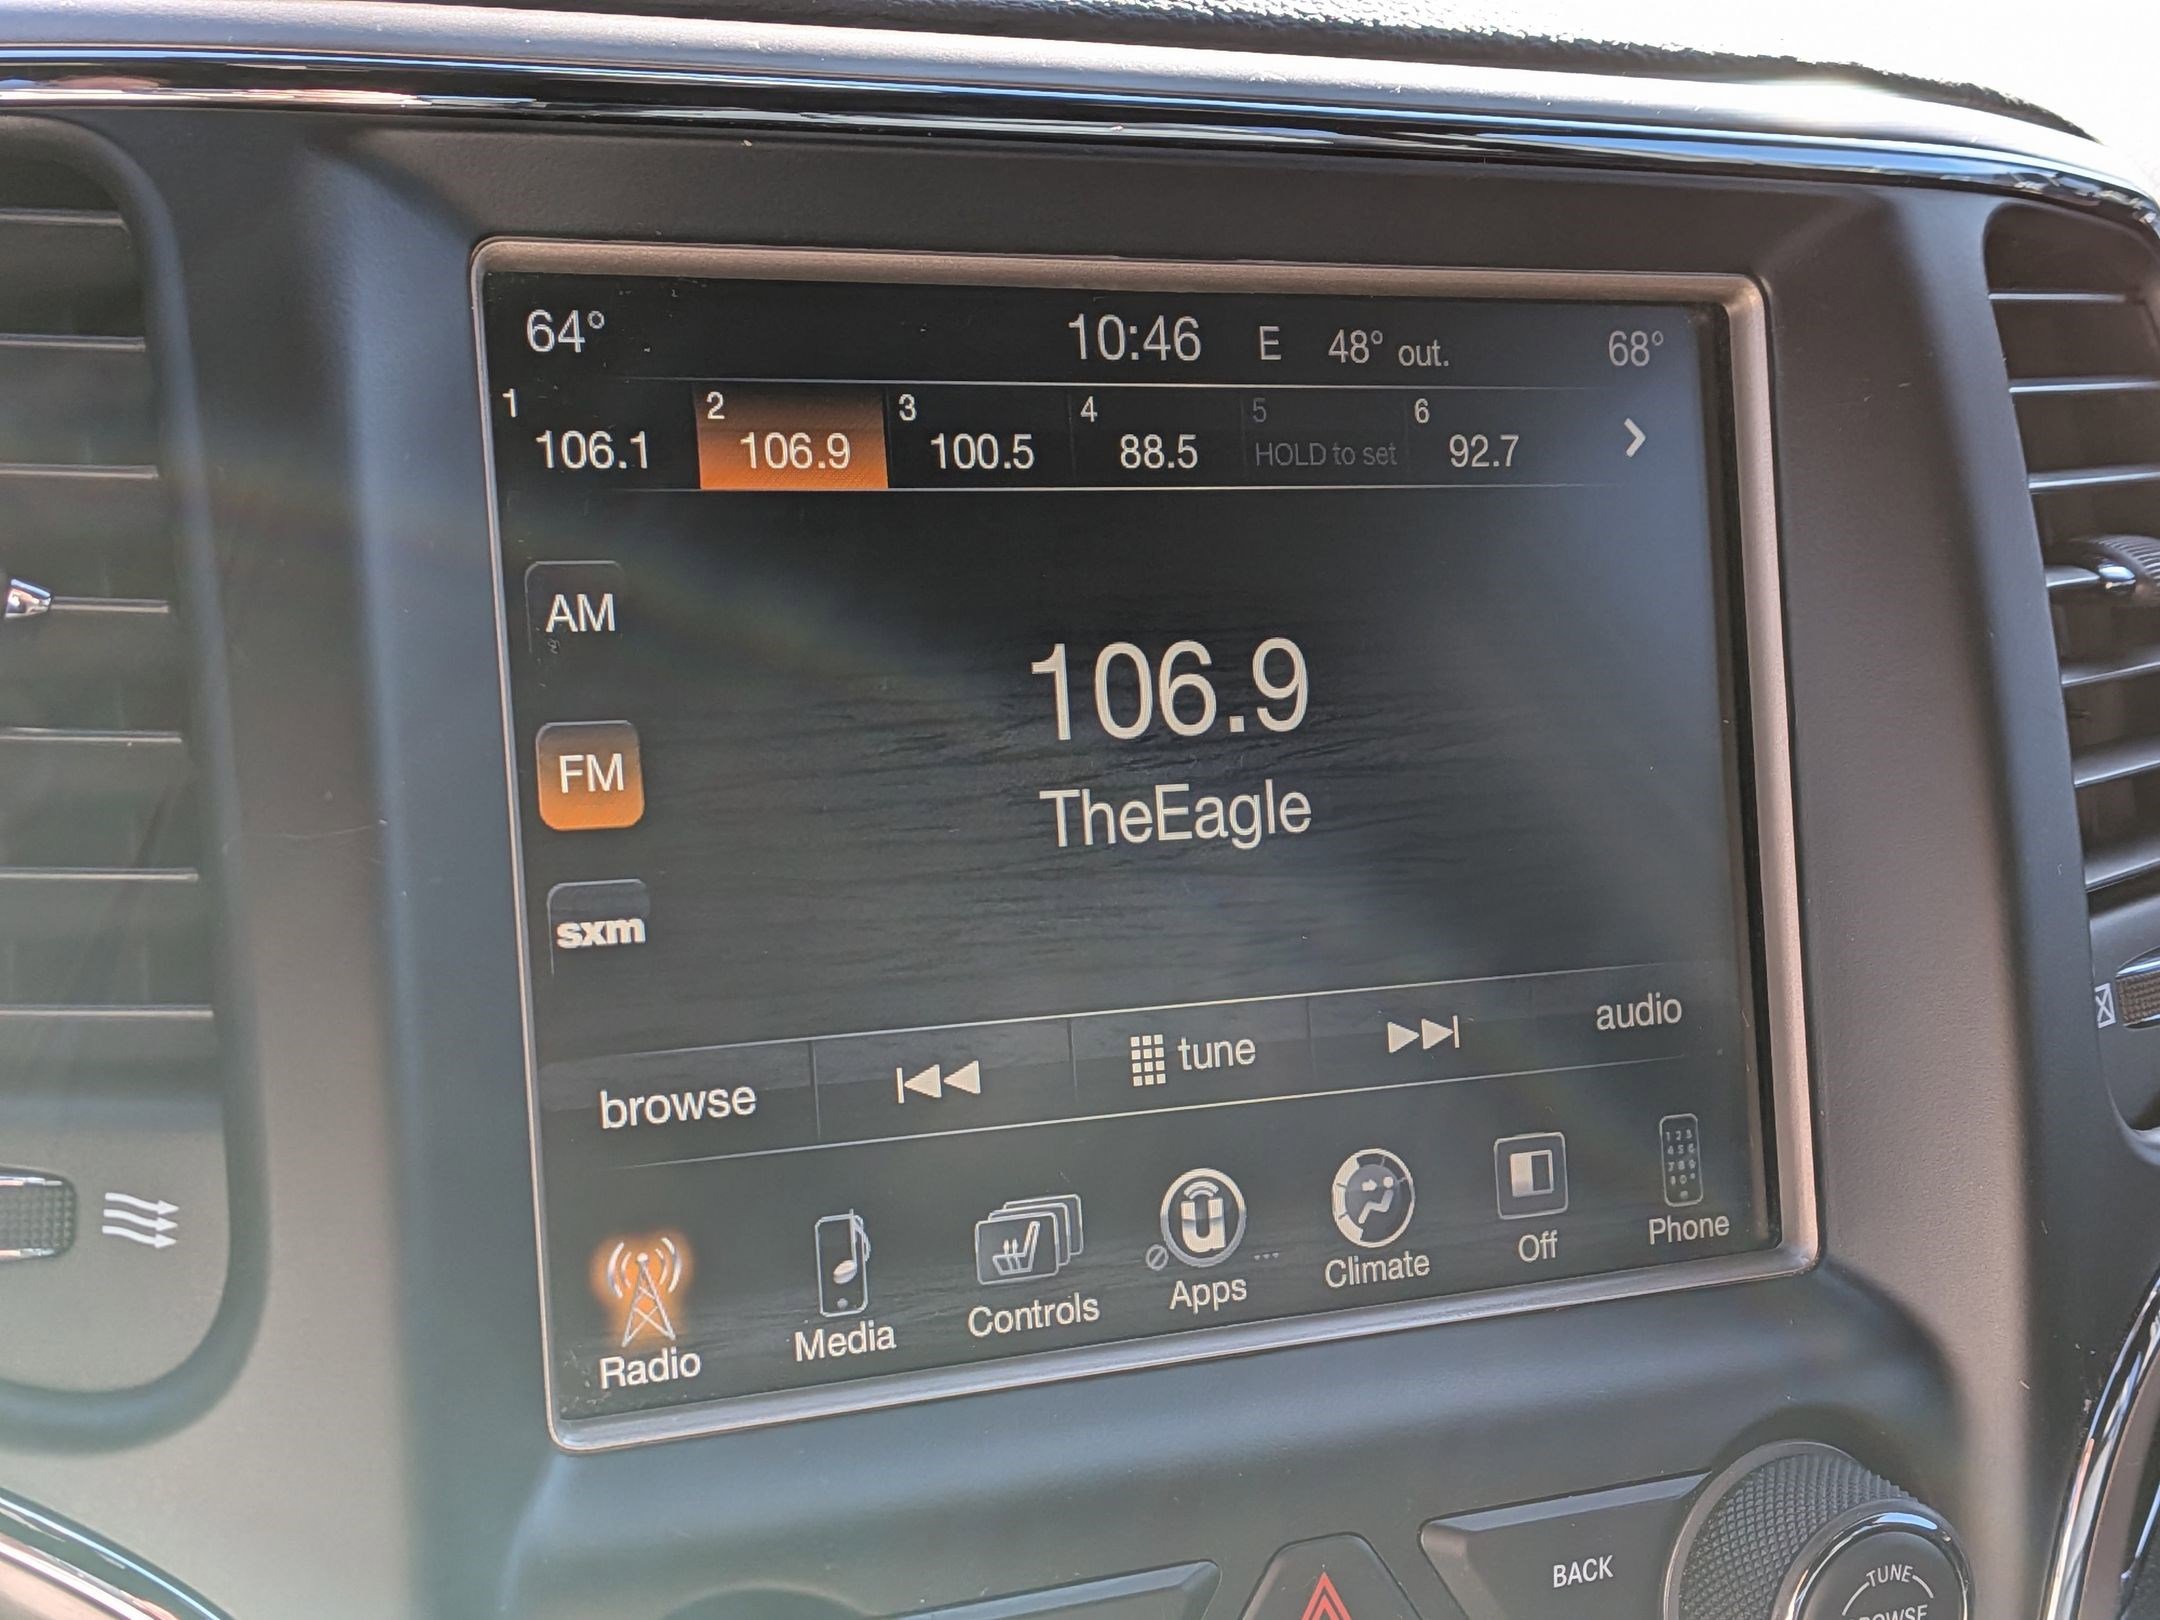 64° 10:46 E 48° out. 68°
1 2 3 4 5 6
106.1 106.9 100.5 88.5 HOLD to set 92.7
AM
106.9
FM
TheEagle
sxm
browse tune audio
Radio Media Controls Apps Climate Off Phone
BACK
TUNE